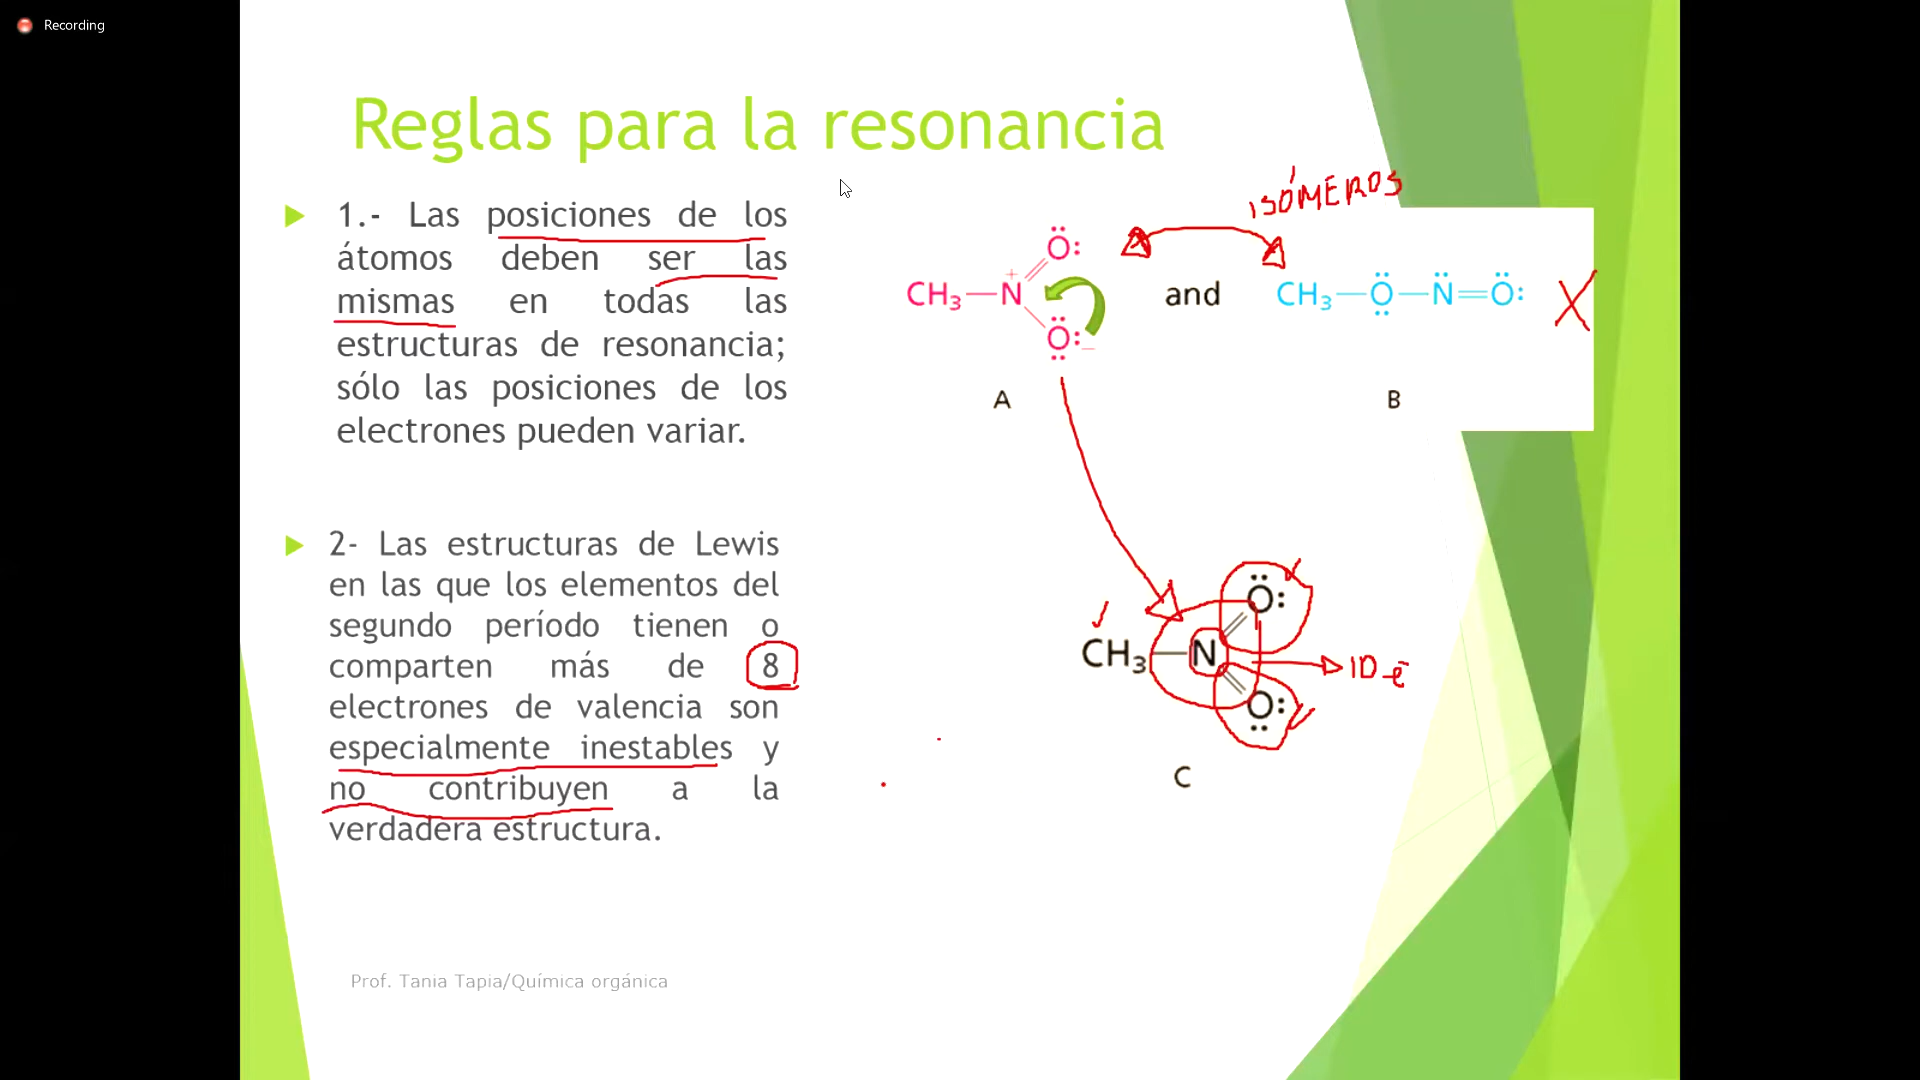 Recording
Reglas para la resonancia
1.- Las posiciones de los
átomos deben ser las
mismas en todas las
estructuras de resonancia;
sólo las posiciones de los
electrones pueden variar.
2- Las estructuras de Lewis
en las que los elementos del
segundo período tienen o
comparten más de 8
electrones de valencia son
especialmente inestables y
no contribuyen a la
verdadera estructura.
ISÓMEROS
Ö:
CH₃—N⁺
Ö:⁻
and
CH₃—Ö—N̈=Ö: X
A
B
Ö:
CH₃—N
Ö:
10 e⁻
C
Prof. Tania Tapia/Química orgánica